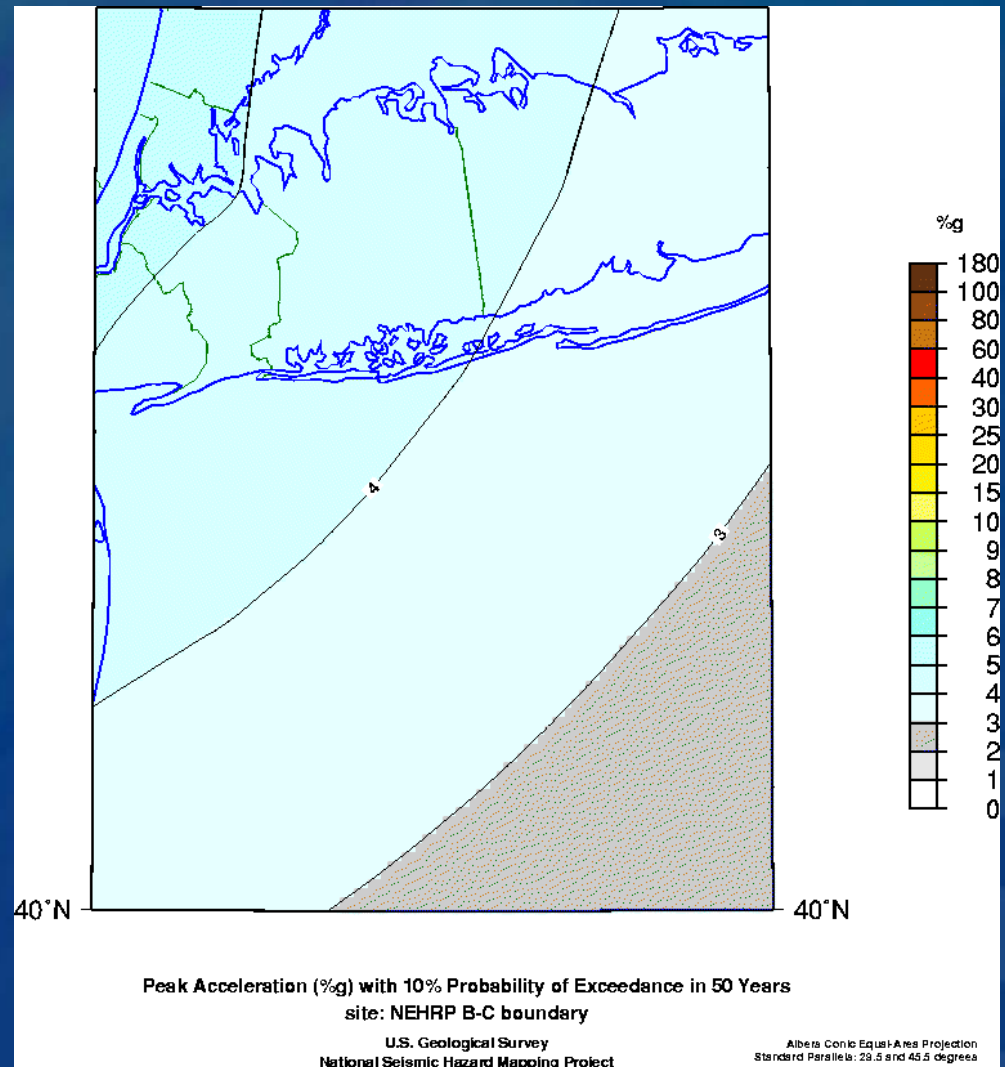 %g
180
100
80
60
40
30
25
20
15
10
9
8
7
6
5
4
3
2
1
0
4
3
40°N
40°N
Peak Acceleration (%g) with 10% Probability of Exceedance in 50 Years
site: NEHRP B-C boundary
U.S. Geological Survey
National Seismic Hazard Mapping Project
Albers Conic Equal-Area Projection
Standard Parallels: 29.5 and 45.5 degrees